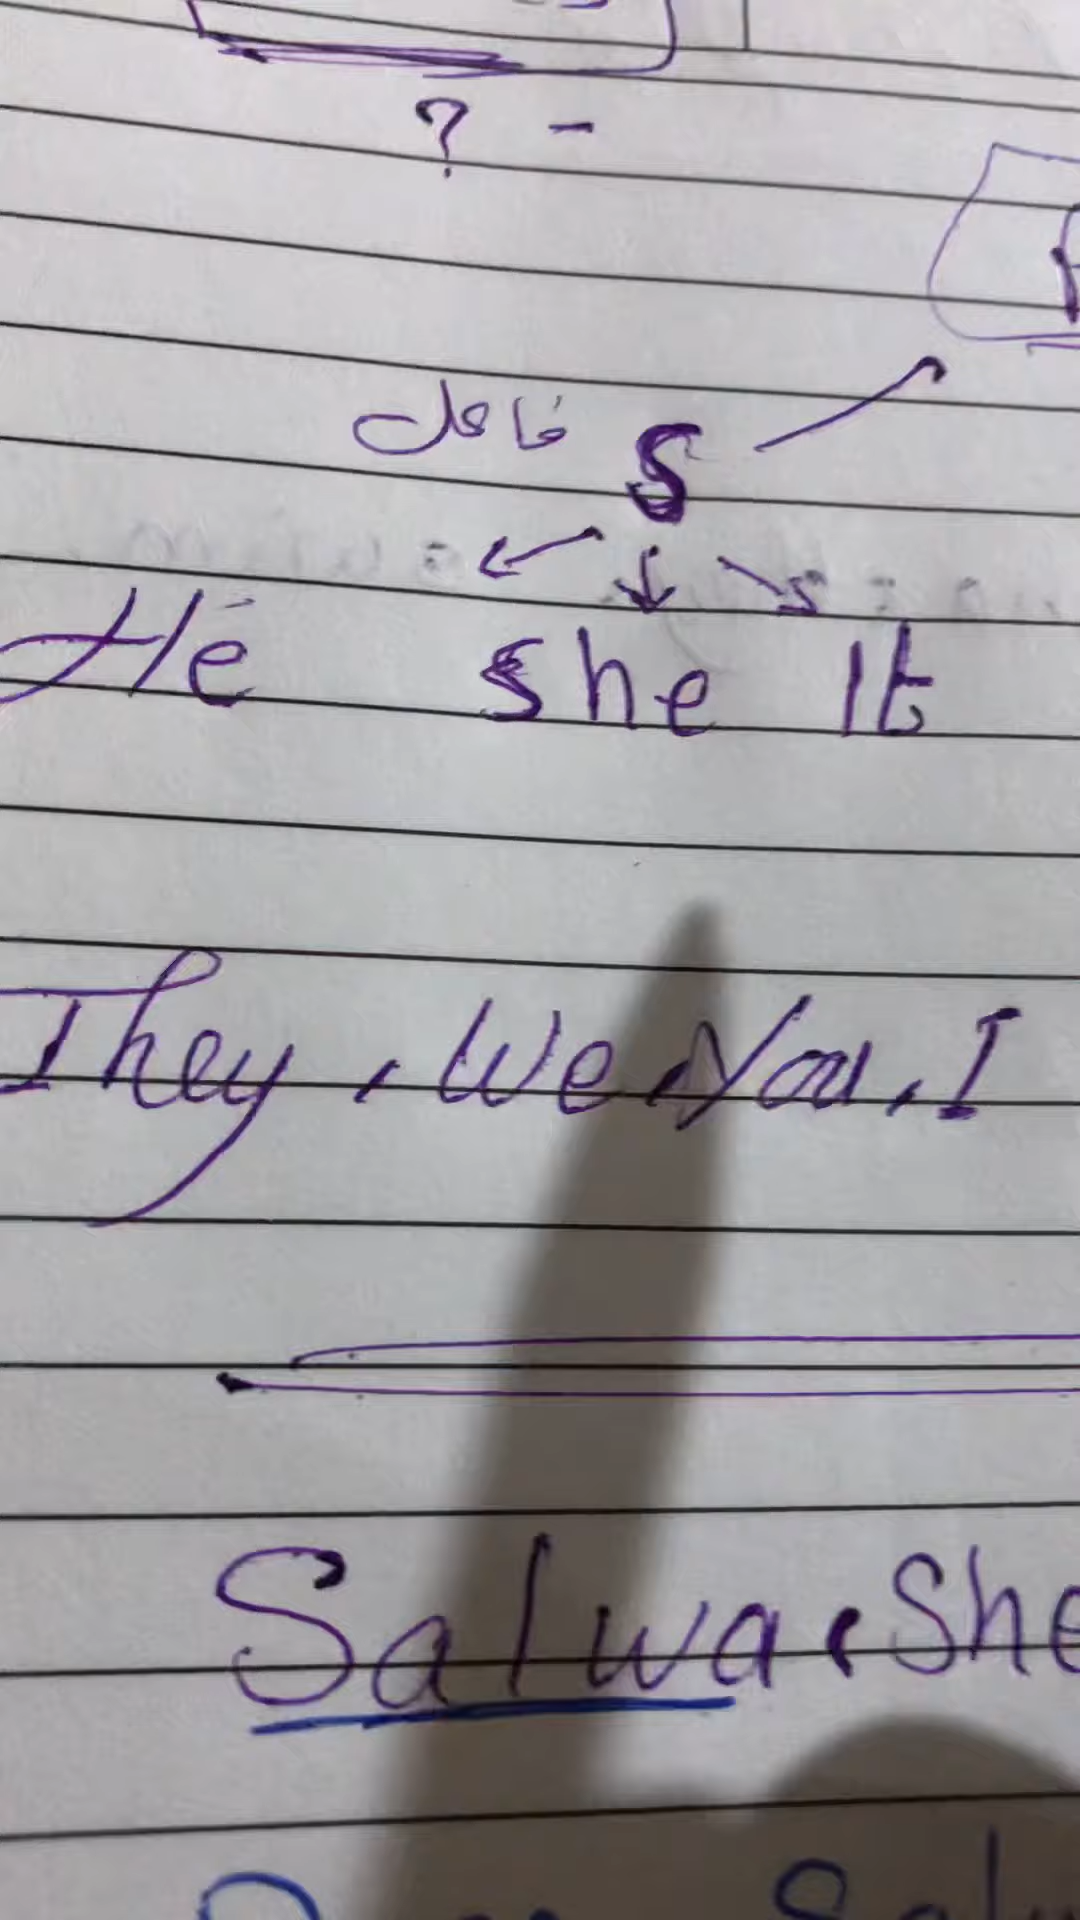 ? -
فاعل S
He she It
They, We, You, I
Salwa, She